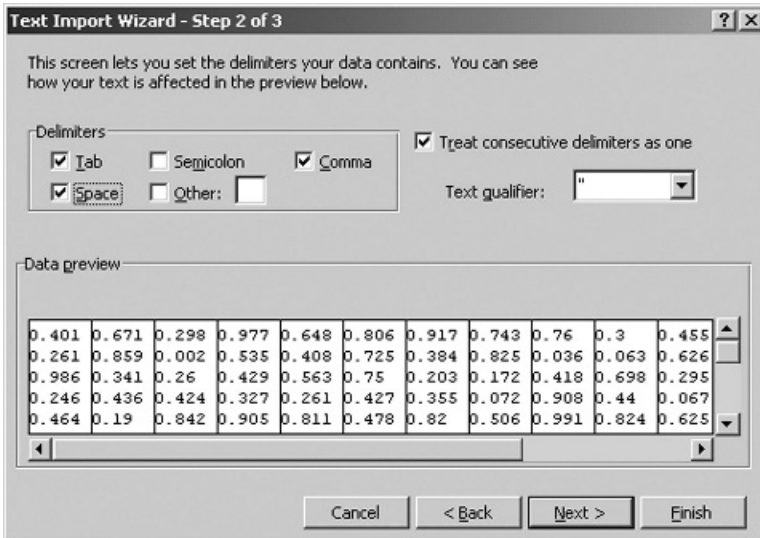 Text Import Wizard - Step 2 of 3
This screen lets you set the delimiters your data contains. You can see
how your text is affected in the preview below.
Delimiters
Tab Semicolon Comma
Space Other:
Treat consecutive delimiters as one
Text qualifier: "
Data preview
0.401 0.671 0.298 0.977 0.648 0.806 0.917 0.743 0.76 0.3 0.455
0.261 0.859 0.002 0.535 0.408 0.725 0.384 0.825 0.036 0.063 0.626
0.986 0.341 0.26 0.429 0.563 0.75 0.203 0.172 0.418 0.698 0.295
0.246 0.436 0.424 0.327 0.261 0.427 0.355 0.072 0.908 0.44 0.067
0.464 0.19 0.842 0.905 0.811 0.478 0.82 0.506 0.991 0.824 0.625
Cancel < Back Next > Finish